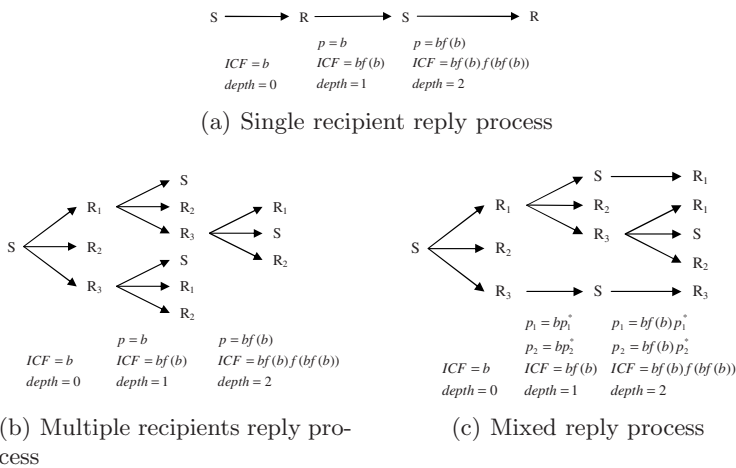 S R S R
p = b p = bf(b)
ICF = b ICF = bf(b) ICF = bf(b) f(bf(b))
depth = 0 depth = 1 depth = 2
(a) Single recipient reply process
S
R₁ R₂ R₁
S R₂ R₃ S
S R₂
R₃ R₁
R₂
p = b p = bf(b)
ICF = b ICF = bf(b) ICF = bf(b) f(bf(b))
depth = 0 depth = 1 depth = 2
(b) Multiple recipients reply pro-
cess
S R₁
R₁ R₂ R₁
S R₂ R₃ S
R₂
R₃ S R₃
p₁ = bp₁* p₁ = bf(b) p₁*
p₂ = bp₂* p₂ = bf(b) p₂*
ICF = b ICF = bf(b) ICF = bf(b) f(bf(b))
depth = 0 depth = 1 depth = 2
(c) Mixed reply process